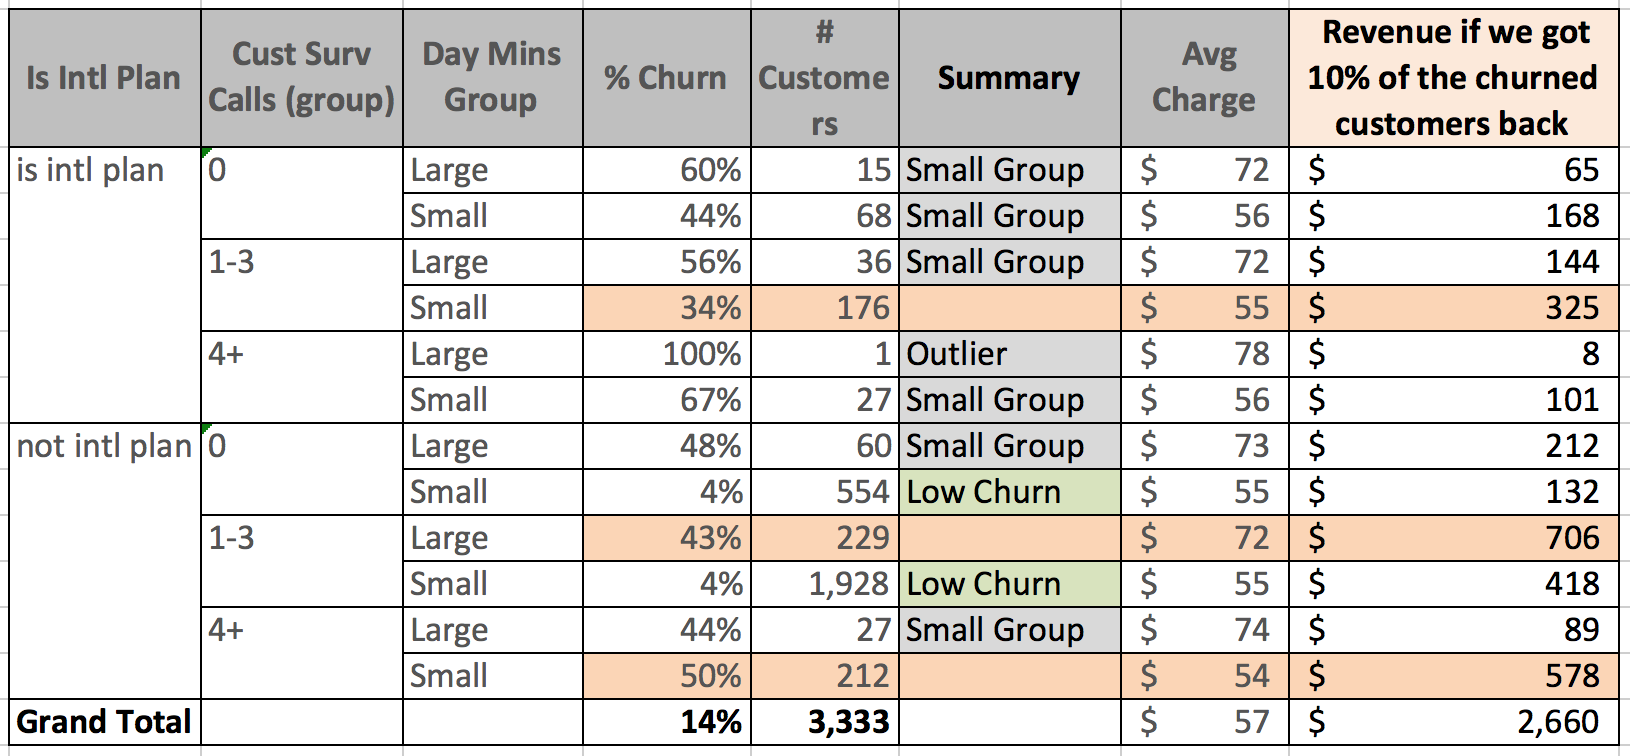 Is Intl Plan | Cust Surv Calls (group) | Day Mins Group | % Churn | # Custome rs | Summary | Avg Charge | Revenue if we got 10% of the churned customers back
is intl plan | 0 | Large | 60% | 15 | Small Group | $ 72 | $ 65
Small | 44% | 68 | Small Group | $ 56 | $ 168
1-3 | Large | 56% | 36 | Small Group | $ 72 | $ 144
Small | 34% | 176 | $ 55 | $ 325
4+ | Large | 100% | 1 | Outlier | $ 78 | $ 8
Small | 67% | 27 | Small Group | $ 56 | $ 101
not intl plan | 0 | Large | 48% | 60 | Small Group | $ 73 | $ 212
Small | 4% | 554 | Low Churn | $ 55 | $ 132
1-3 | Large | 43% | 229 | $ 72 | $ 706
Small | 4% | 1,928 | Low Churn | $ 55 | $ 418
4+ | Large | 44% | 27 | Small Group | $ 74 | $ 89
Small | 50% | 212 | $ 54 | $ 578
Grand Total | 14% | 3,333 | $ 57 | $ 2,660